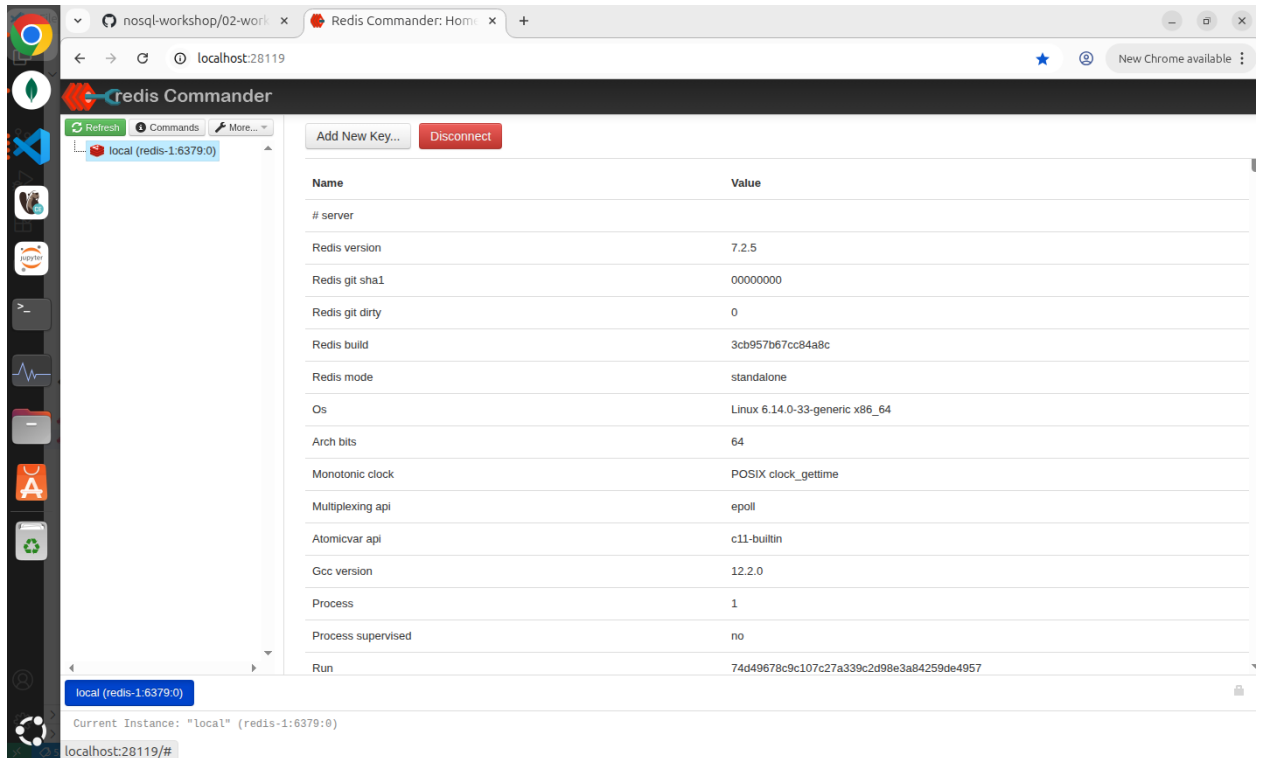 nosql-workshop/02-work
Redis Commander: Home
localhost:28119
New Chrome available
redis Commander
Refresh Commands More...
local (redis-1:6379:0)
Add New Key... Disconnect
Name Value
# server
Redis version 7.2.5
Redis git sha1 00000000
Redis git dirty 0
Redis build 3cb957b67cc84a8c
Redis mode standalone
Os Linux 6.14.0-33-generic x86_64
Arch bits 64
Monotonic clock POSIX clock_gettime
Multiplexing api epoll
Atomicvar api c11-builtin
Gcc version 12.2.0
Process 1
Process supervised no
Run 74d49678c9c107c27a339c2d98e3a84259de4957
local (redis-1:6379:0)
Current Instance: "local" (redis-1:6379:0)
localhost:28119/#
jupyter